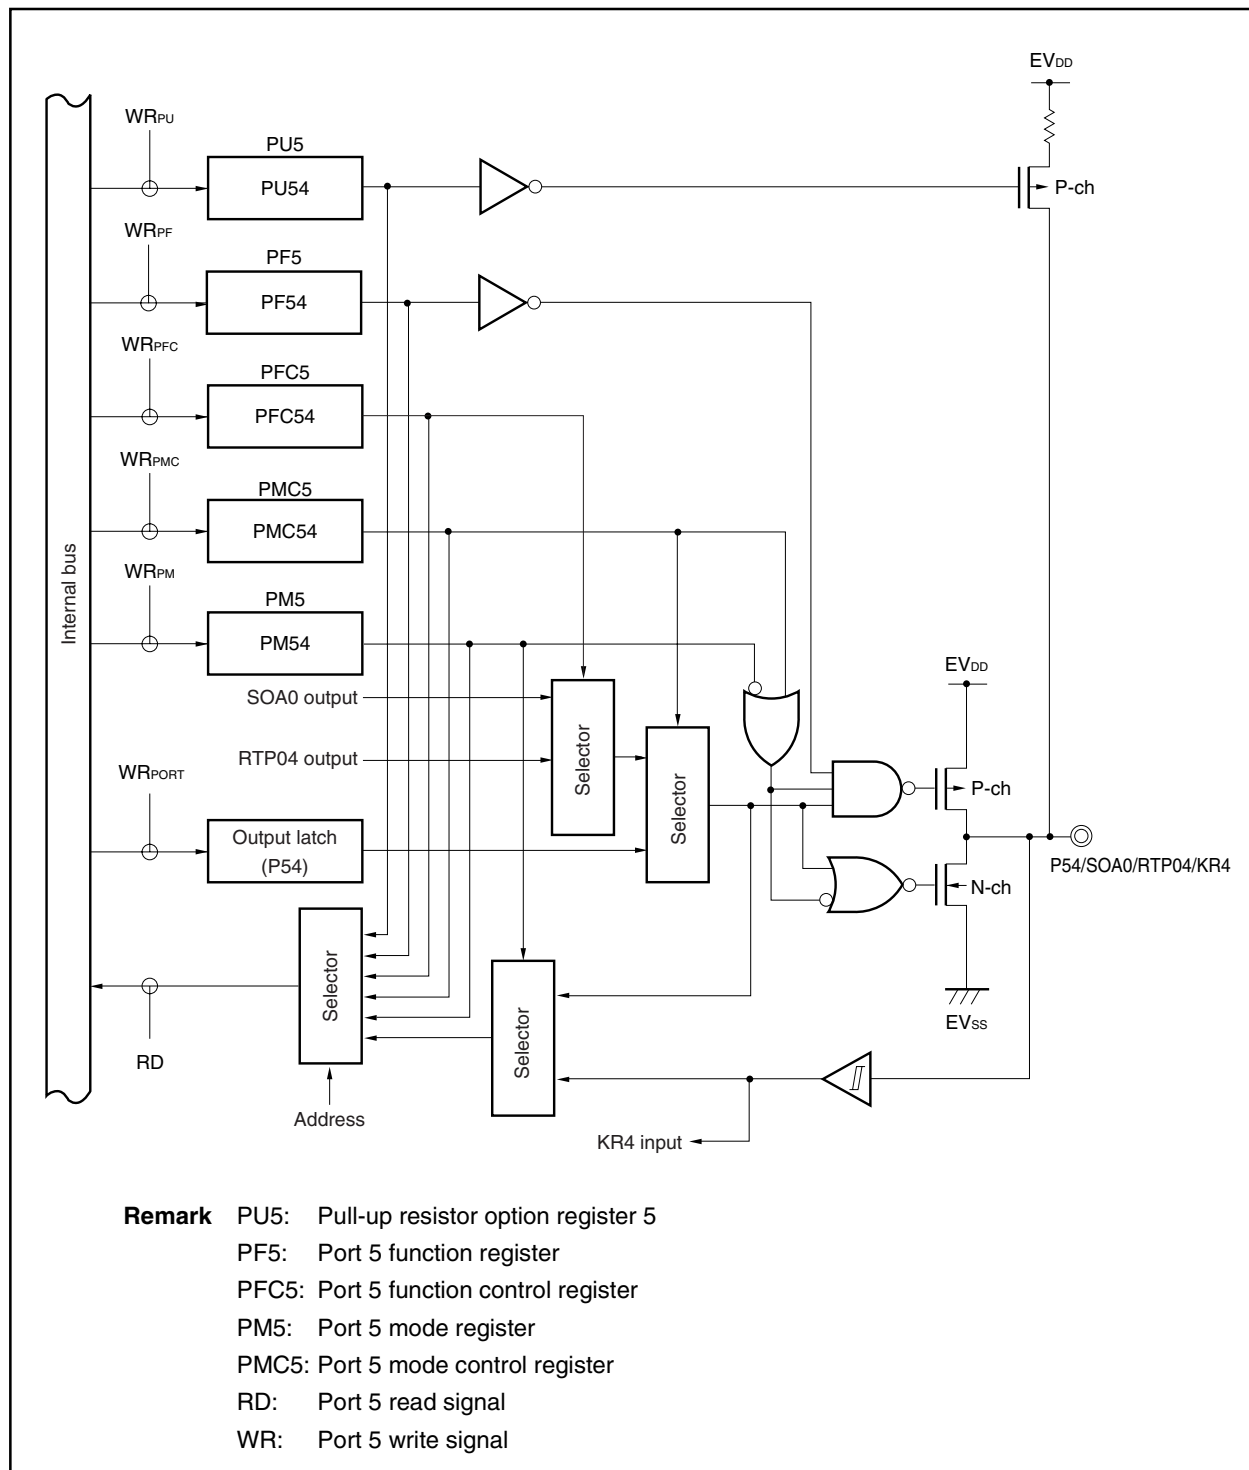 EVDD
WRPU
PU5
PU54
P-ch
WRPF
PF5
PF54
WRPFC
PFC5
PFC54
WRPMC
PMC5
PMC54
Internal bus
WRPM
PM5
PM54
EVDD
SOA0 output
Selector
RTP04 output
Selector
WRPORT
P-ch
Output latch
(P54)
P54/SOA0/RTP04/KR4
N-ch
Selector
Selector
EVSS
RD
Address
KR4 input
Remark PU5: Pull-up resistor option register 5
PF5: Port 5 function register
PFC5: Port 5 function control register
PM5: Port 5 mode register
PMC5: Port 5 mode control register
RD: Port 5 read signal
WR: Port 5 write signal